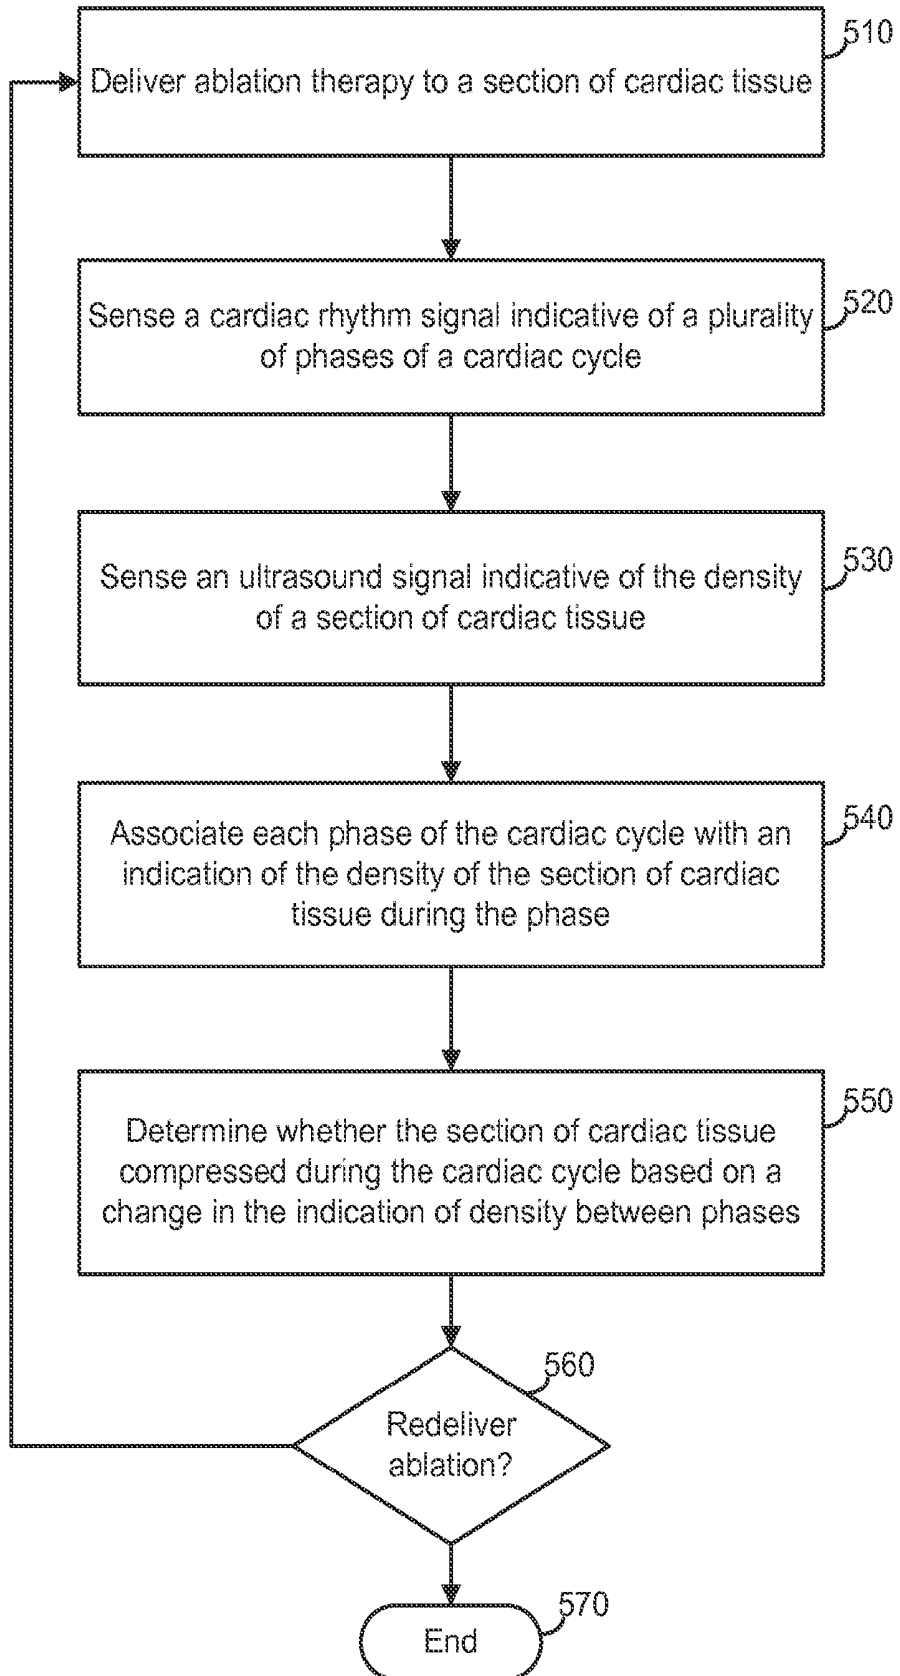 510
Deliver ablation therapy to a section of cardiac tissue
520
Sense a cardiac rhythm signal indicative of a plurality
of phases of a cardiac cycle
530
Sense an ultrasound signal indicative of the density
of a section of cardiac tissue
540
Associate each phase of the cardiac cycle with an
indication of the density of the section of cardiac
tissue during the phase
550
Determine whether the section of cardiac tissue
compressed during the cardiac cycle based on a
change in the indication of density between phases
560
Redeliver
ablation?
570
End